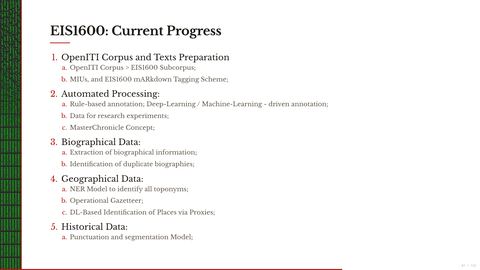 EIS1600: Current Progress
1. OpenITI Corpus and Texts Preparation
a. OpenITI Corpus > EIS1600 Subcorpus;
b. MIUs, and EIS1600 mARkdown Tagging Scheme;
2. Automated Processing:
a. Rule-based annotation; Deep-Learning / Machine-Learning - driven annotation;
b. Data for research experiments;
c. MasterChronicle Concept;
3. Biographical Data:
a. Extraction of biographical information;
b. Identification of duplicate biographies;
4. Geographical Data:
a. NER Model to identify all toponyms;
b. Operational Gazetteer;
c. DL-Based Identification of Places via Proxies;
5. Historical Data:
a. Punctuation and segmentation Model;